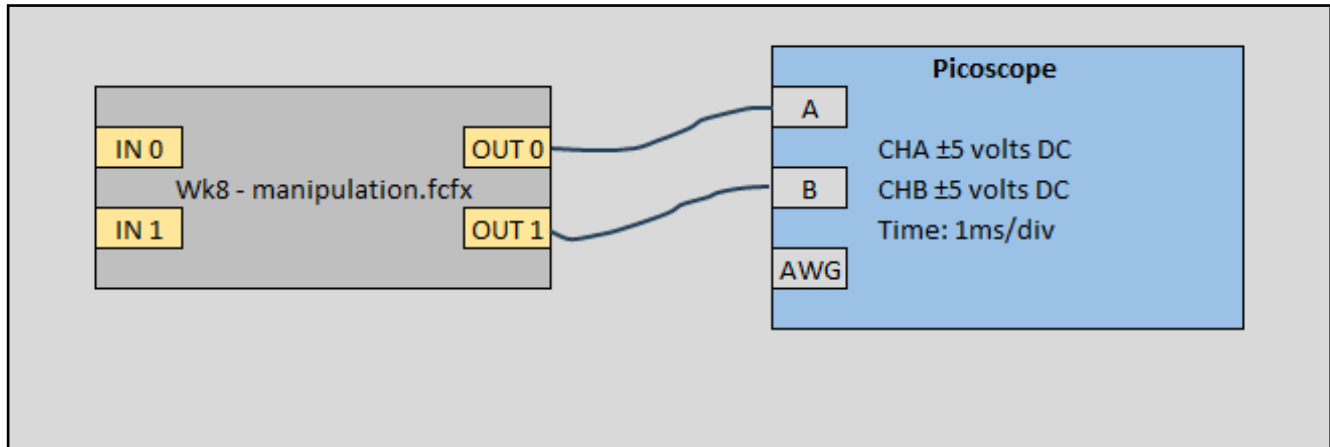 Picoscope
A
IN 0
OUT 0
CHA ±5 volts DC
Wk8 - manipulation.fcfx
B
CHB ±5 volts DC
IN 1
OUT 1
Time: 1ms/div
AWG